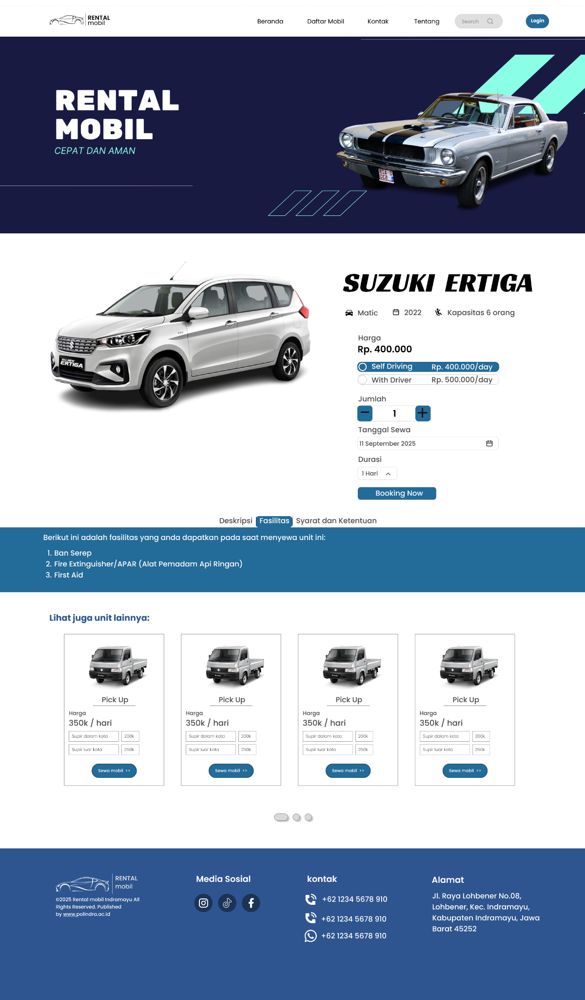 RENTAL
mobil
Beranda
Daftar Mobil
Kontak
Tentang
Search
Login
RENTAL
MOBIL
CEPAT DAN AMAN
ALL NEW
ERTIGA
SUZUKI ERTIGA
Matic
2022
Kapasitas 6 orang
Harga
Rp. 400.000
Self Driving Rp. 400.000/day
With Driver Rp. 500.000/day
Jumlah
1
Tanggal Sewa
11 September 2025
Durasi
1 Hari
Booking Now
Deskripsi
Fasilitas
Syarat dan Ketentuan
Berikut ini adalah fasilitas yang anda dapatkan pada saat menyewa unit ini:
1. Ban Serep
2. Fire Extinguisher/APAR (Alat Pemadam Api Ringan)
3. First Aid
Lihat juga unit lainnya:
Pick Up
Harga
350k / hari
Supir dalam kota 200k
Supir luar kota 250k
Sewa mobil >>
Pick Up
Harga
350k / hari
Supir dalam kota 200k
Supir luar kota 250k
Sewa mobil >>
Pick Up
Harga
350k / hari
Supir dalam kota 200k
Supir luar kota 250k
Sewa mobil >>
Pick Up
Harga
350k / hari
Supir dalam kota 200k
Supir luar kota 250k
Sewa mobil >>
RENTAL
mobil
©2025 Rental mobil Indramayu All
Rights Reserved. Published
by www.polindra.ac.id
Media Sosial
kontak
+62 1234 5678 910
+62 1234 5678 910
+62 1234 5678 910
Alamat
Jl. Raya Lohbener No.08,
Lohbener, Kec. Indramayu,
Kabupaten Indramayu, Jawa
Barat 45252